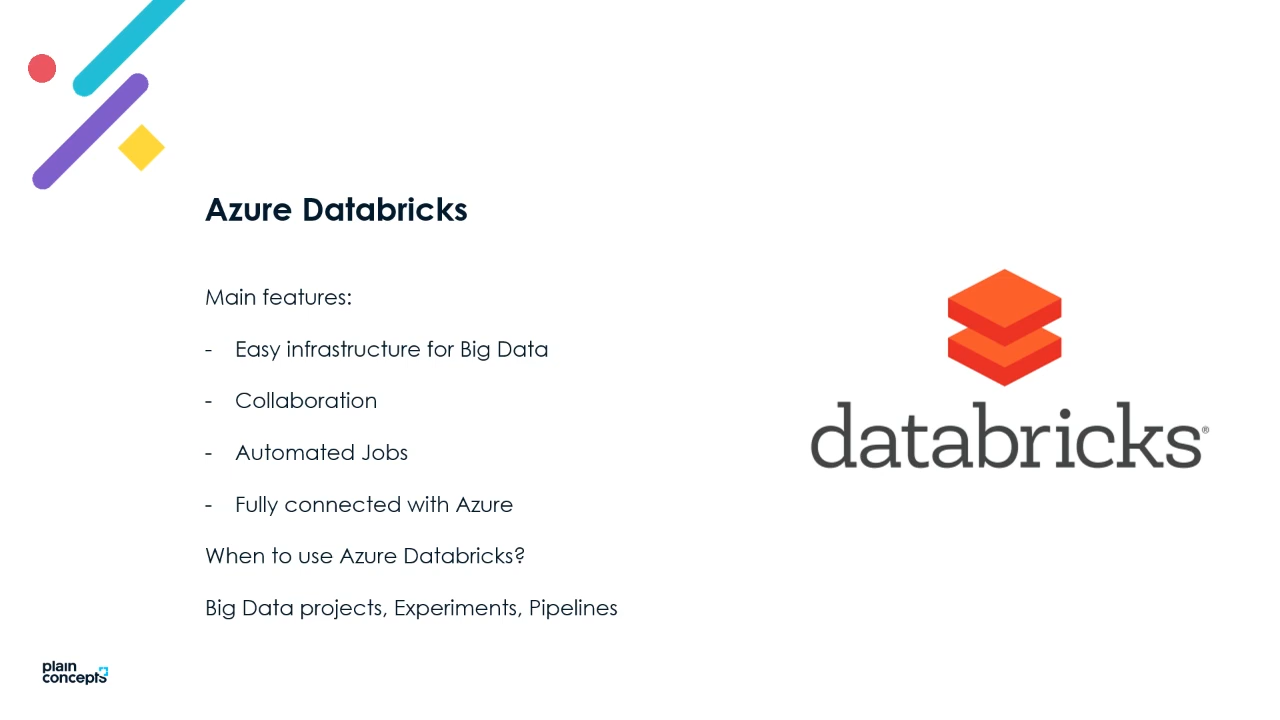 Azure Databricks
Main features:
- Easy infrastructure for Big Data
- Collaboration
- Automated Jobs
- Fully connected with Azure
When to use Azure Databricks?
Big Data projects, Experiments, Pipelines
databricks®
plain
concepts